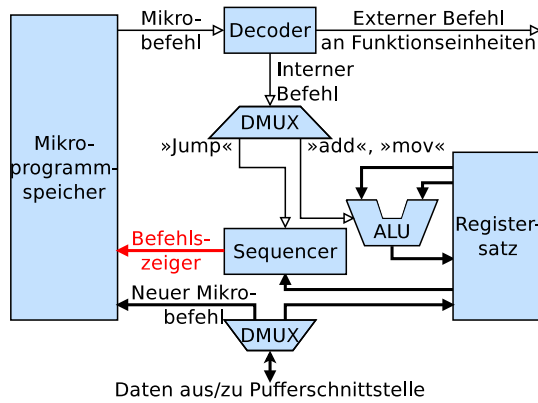 Mikro-
befehl
Decoder
Externer Befehl
an Funktionseinheiten
Interner
Befehl
Mikro-
programm-
speicher
DMUX
»Jump«
»add«, »mov«
ALU
Register-
satz
Befehls-
zeiger
Sequencer
Neuer Mikro-
befehl
DMUX
Daten aus/zu Pufferschnittstelle